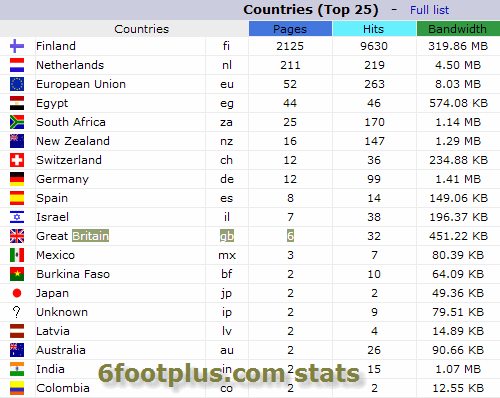 Countries (Top 25) - Full list
Countries Pages Hits Bandwidth
Finland fi 2125 9630 319.86 MB
Netherlands nl 211 219 4.50 MB
European Union eu 52 263 8.03 MB
Egypt eg 44 46 574.08 KB
South Africa za 25 170 1.14 MB
New Zealand nz 16 147 1.29 MB
Switzerland ch 12 36 234.88 KB
Germany de 12 99 1.41 MB
Spain es 8 14 149.06 KB
Israel il 7 38 196.37 KB
Great Britain gb 6 32 451.22 KB
Mexico mx 3 7 80.39 KB
Burkina Faso bf 2 10 64.09 KB
Japan jp 2 2 49.36 KB
? Unknown ip 2 9 79.51 KB
Latvia lv 2 4 14.89 KB
Australia au 2 26 90.66 KB
India in 2 15 1.07 MB
Colombia co 2 2 12.55 KB
6footplus.com stats